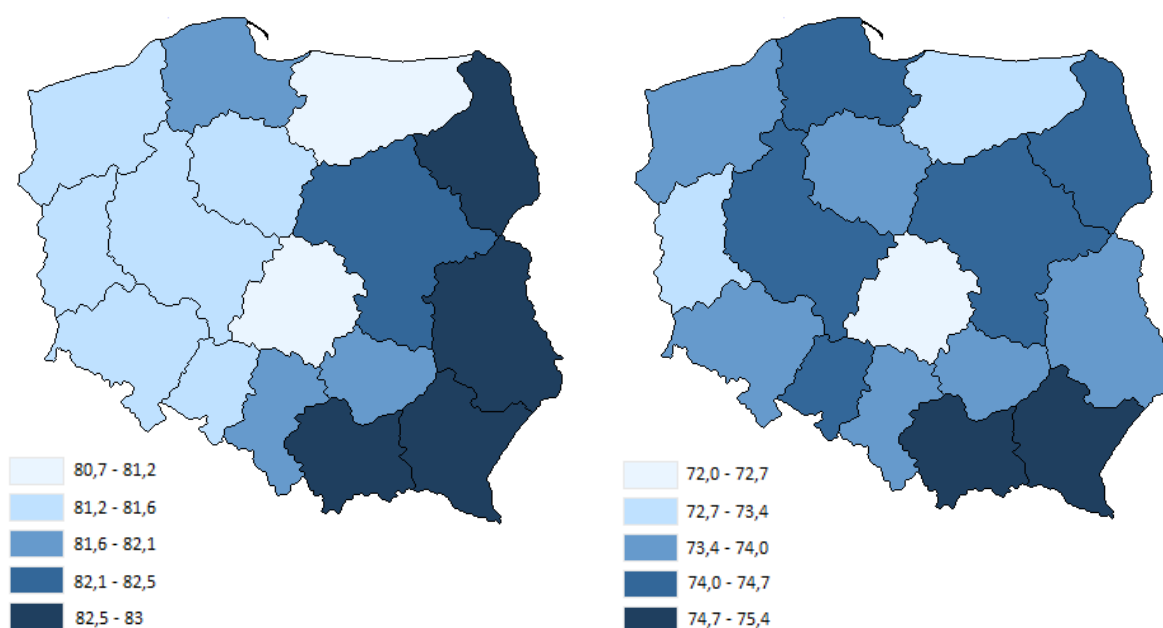 80,7 - 81,2
81,2 - 81,6
81,6 - 82,1
82,1 - 82,5
82,5 - 83
72,0 - 72,7
72,7 - 73,4
73,4 - 74,0
74,0 - 74,7
74,7 - 75,4